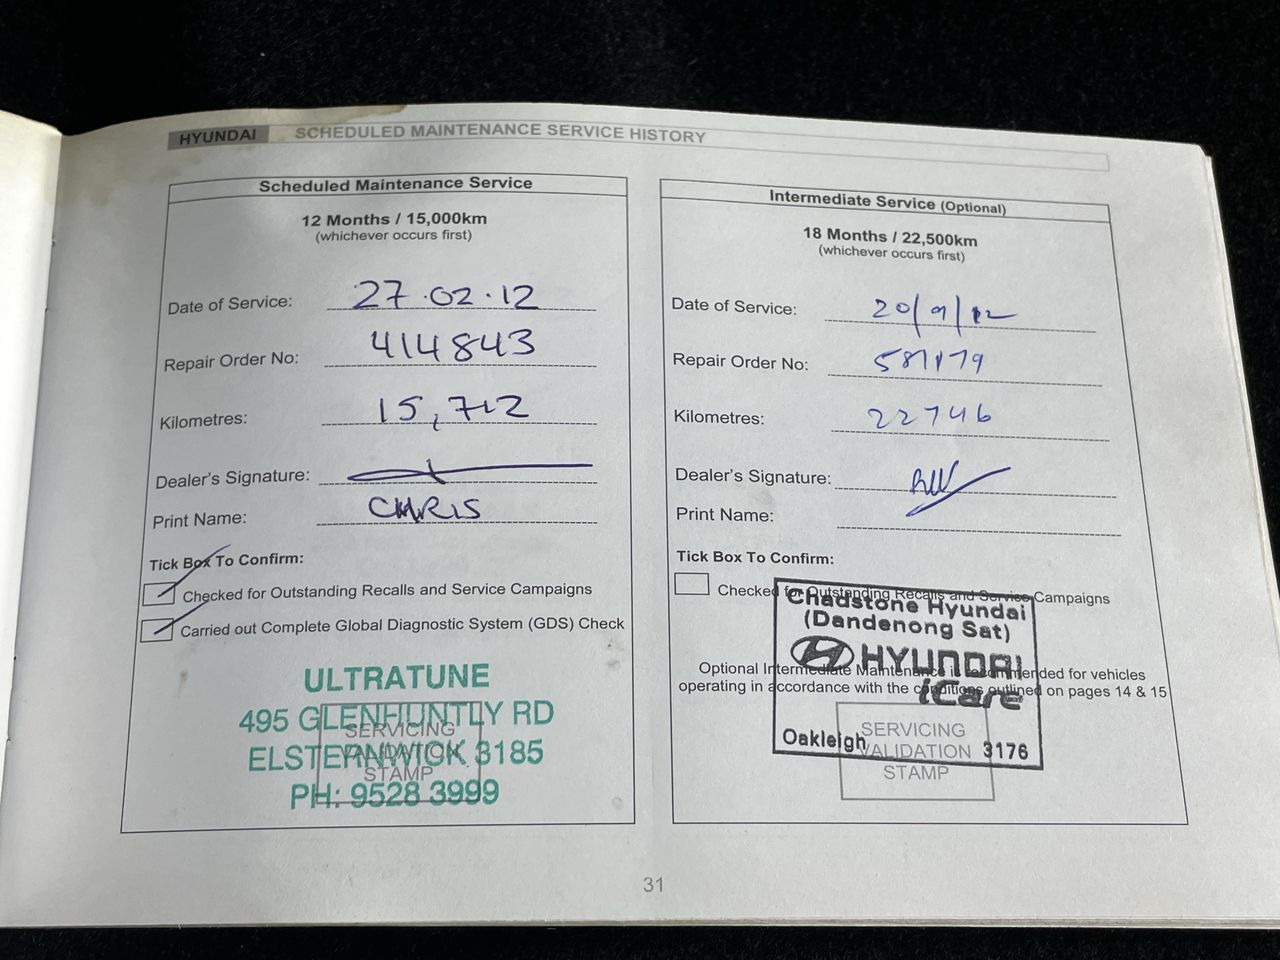 HYUNDAI SCHEDULED MAINTENANCE SERVICE HISTORY
Scheduled Maintenance Service
12 Months / 15,000km
(whichever occurs first)
Date of Service: 27.02.12
Repair Order No: 414843
Kilometres: 15,712
Dealer's Signature:
Print Name: CHRIS
Tick Box To Confirm:
Checked for Outstanding Recalls and Service Campaigns
Carried out Complete Global Diagnostic System (GDS) Check
ULTRATUNE
495 GLENHUNTLY RD
ELSTERNWICK 3185
PH: 9528 3999
SERVICING
VALIDATION
STAMP
Intermediate Service (Optional)
18 Months / 22,500km
(whichever occurs first)
Date of Service: 20/9/12
Repair Order No: 581179
Kilometres: 22746
Dealer's Signature:
Print Name:
Tick Box To Confirm:
Checked for Outstanding Recalls and Service Campaigns
Chadstone Hyundai
(Dandenong Sat)
HYUNDAI
iCare
Oakleigh 3176
Optional Intermediate Maintenance is recommended for vehicles
operating in accordance with the conditions outlined on pages 14 & 15
SERVICING
VALIDATION
STAMP
31